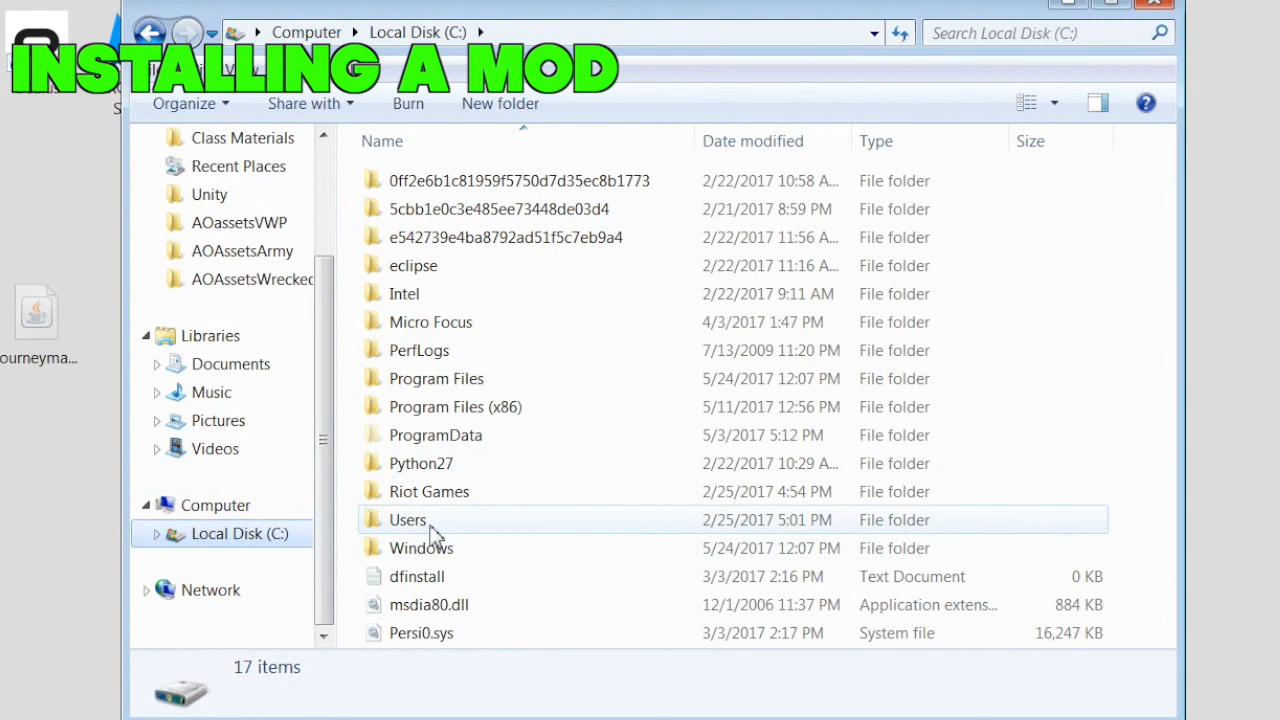 Computer Local Disk (C:) Search Local Disk (C:)
INSTALLING A MOD
Organize Share with Burn New folder
Name Date modified Type Size
Class Materials
Recent Places
Unity
AOassetsVWP
AOAssetsArmy
AOAssetsWrecked
Libraries
Documents
Music
Pictures
Videos
Computer
Local Disk (C:)
Network
0ff2e6b1c81959f5750d7d35ec8b1773 2/22/2017 10:58 A... File folder
5cbb1e0c3e485ee73448de03d4 2/21/2017 8:59 PM File folder
e542739e4ba8792ad51f5c7eb9a4 2/22/2017 11:56 A... File folder
eclipse 2/22/2017 11:16 A... File folder
Intel 2/22/2017 9:11 AM File folder
Micro Focus 4/3/2017 1:47 PM File folder
PerfLogs 7/13/2009 11:20 PM File folder
Program Files 5/24/2017 12:07 PM File folder
Program Files (x86) 5/11/2017 12:56 PM File folder
ProgramData 5/3/2017 5:12 PM File folder
Python27 2/22/2017 10:29 A... File folder
Riot Games 2/25/2017 4:54 PM File folder
Users 2/25/2017 5:01 PM File folder
Windows 5/24/2017 12:07 PM File folder
dfinstall 3/3/2017 2:16 PM Text Document 0 KB
msdia80.dll 12/1/2006 11:37 PM Application extens... 884 KB
Persi0.sys 3/3/2017 2:17 PM System file 16,247 KB
17 items
ourneyma...